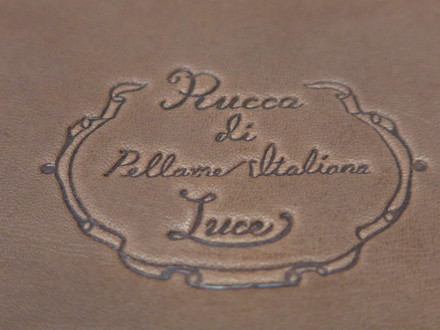 Rucca
di
Pellame Italiana
Luce